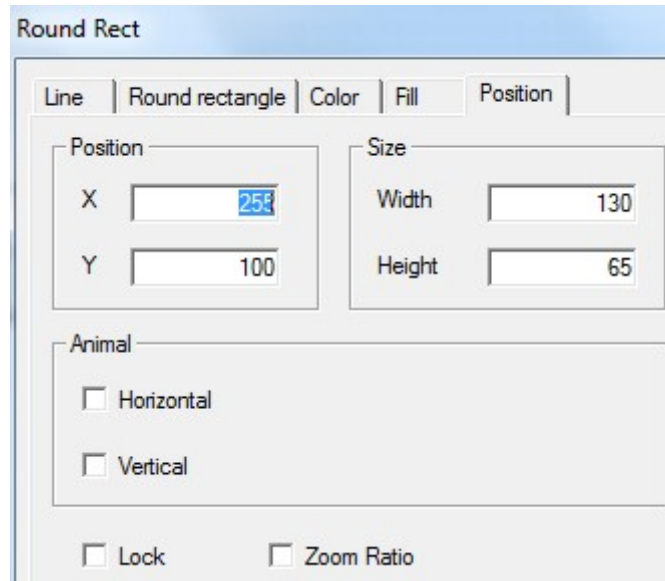 Round Rect
Line Round rectangle Color Fill Position
Position Size
X 255 Width 130
Y 100 Height 65
Animal
Horizontal
Vertical
Lock Zoom Ratio